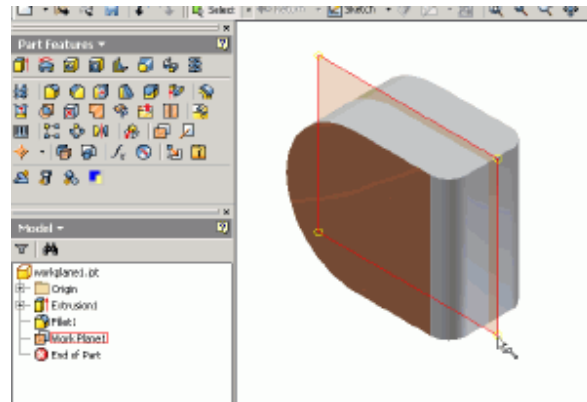 Select
Sketch
Part Features
Model
workplane1.ipt
Origin
Extrusion1
Fillet1
Work Plane1
End of Part